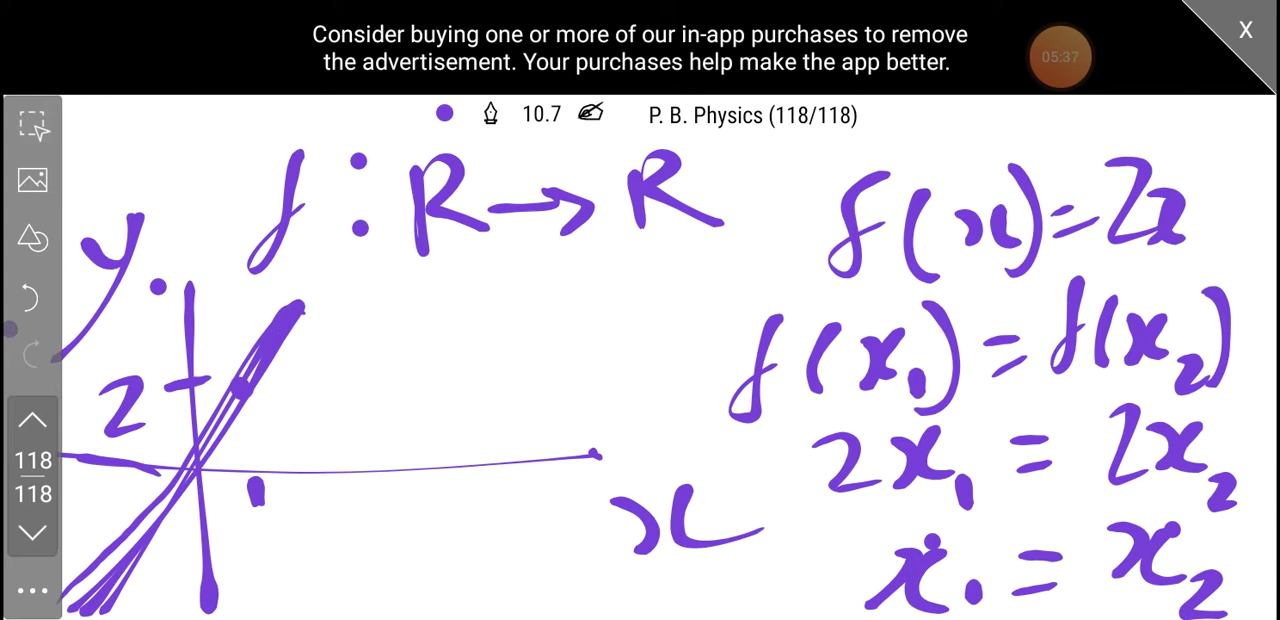 Consider buying one or more of our in-app purchases to remove
the advertisement. Your purchases help make the app better.
05:37
X
10.7
P. B. Physics (118/118)
f : R → R
f(x) = 2x
y
f(x₁) = f(x₂)
2
2x₁ = 2x₂
118
118
1
x
x₁ = x₂